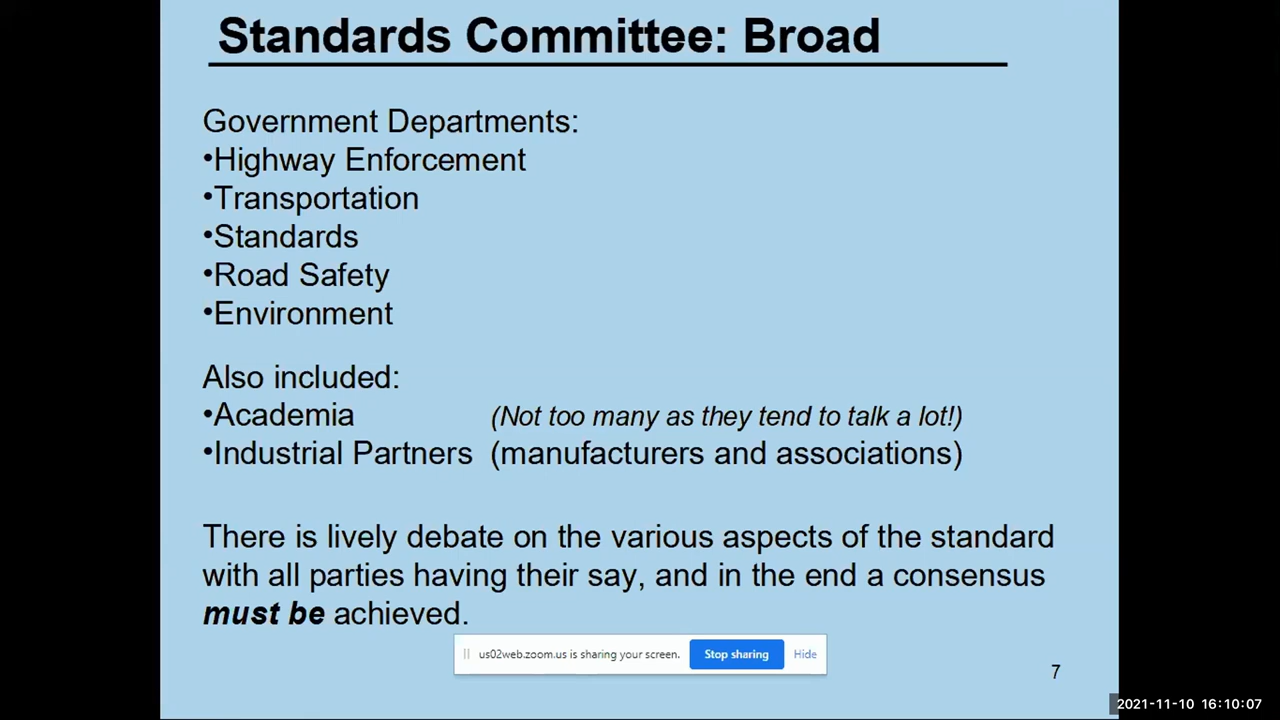 Standards Committee: Broad
Government Departments:
•Highway Enforcement
•Transportation
•Standards
•Road Safety
•Environment
Also included:
•Academia (Not too many as they tend to talk a lot!)
•Industrial Partners (manufacturers and associations)
There is lively debate on the various aspects of the standard
with all parties having their say, and in the end a consensus
must be achieved.
us02web.zoom.us is sharing your screen. Stop sharing Hide
7
2021-11-10 16:10:07